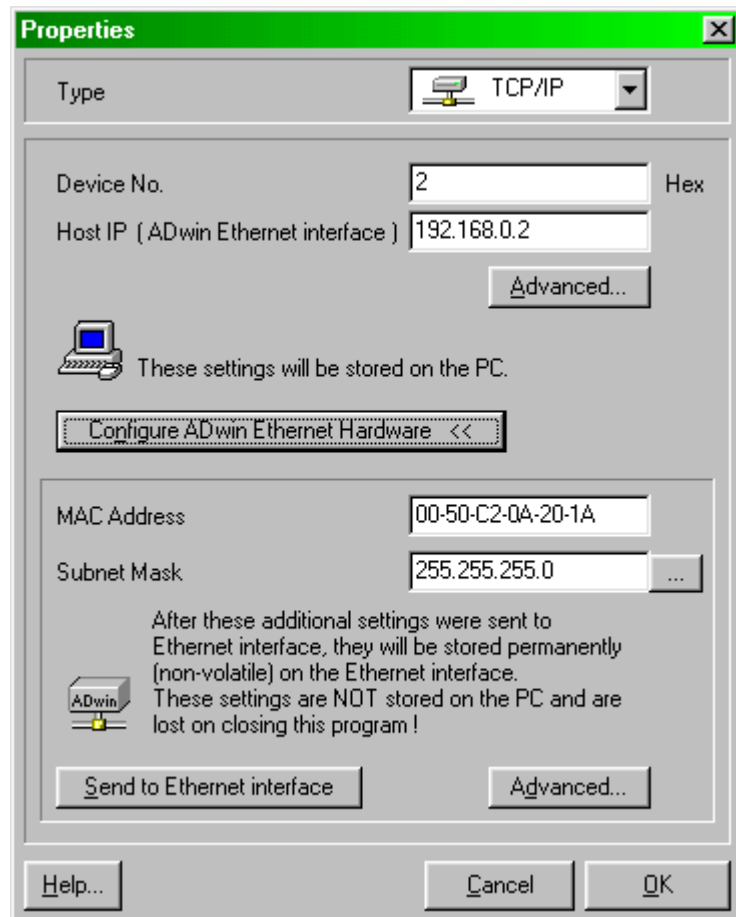 Properties
Type TCP/IP
Device No. 2 Hex
Host IP ( ADwin Ethernet interface ) 192.168.0.2
Advanced...
These settings will be stored on the PC.
Configure ADwin Ethernet Hardware <<
MAC Address 00-50-C2-0A-20-1A
Subnet Mask 255.255.255.0 ...
After these additional settings were sent to
Ethernet interface, they will be stored permanently
(non-volatile) on the Ethernet interface.
These settings are NOT stored on the PC and are
lost on closing this program !
ADwin
Send to Ethernet interface Advanced...
Help... Cancel OK